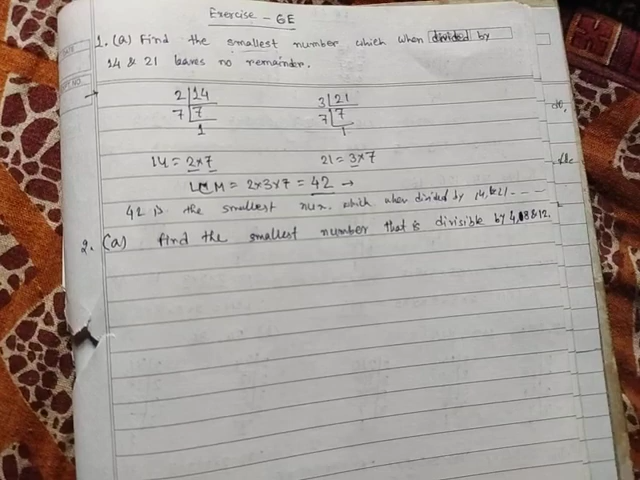 Exercise - 6E
1. (a) Find the smallest number which when divided by
14 & 21 leaves no remainder.
2 14 3 21
7 7 7 7
1 1
14 = 2×7 21 = 3×7
LCM = 2×3×7 = 42 →
42 is the smallest num. which when divided by 14, & 21 - - -
2. (a) find the smallest number that is divisible by 4, 8 & 12.